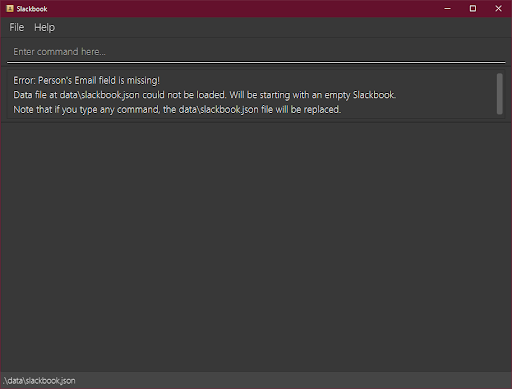 Slackbook
File Help
Enter command here...
Error: Person's Email field is missing!
Data file at data\slackbook.json could not be loaded. Will be starting with an empty Slackbook.
Note that if you type any command, the data\slackbook.json file will be replaced.
.\data\slackbook.json